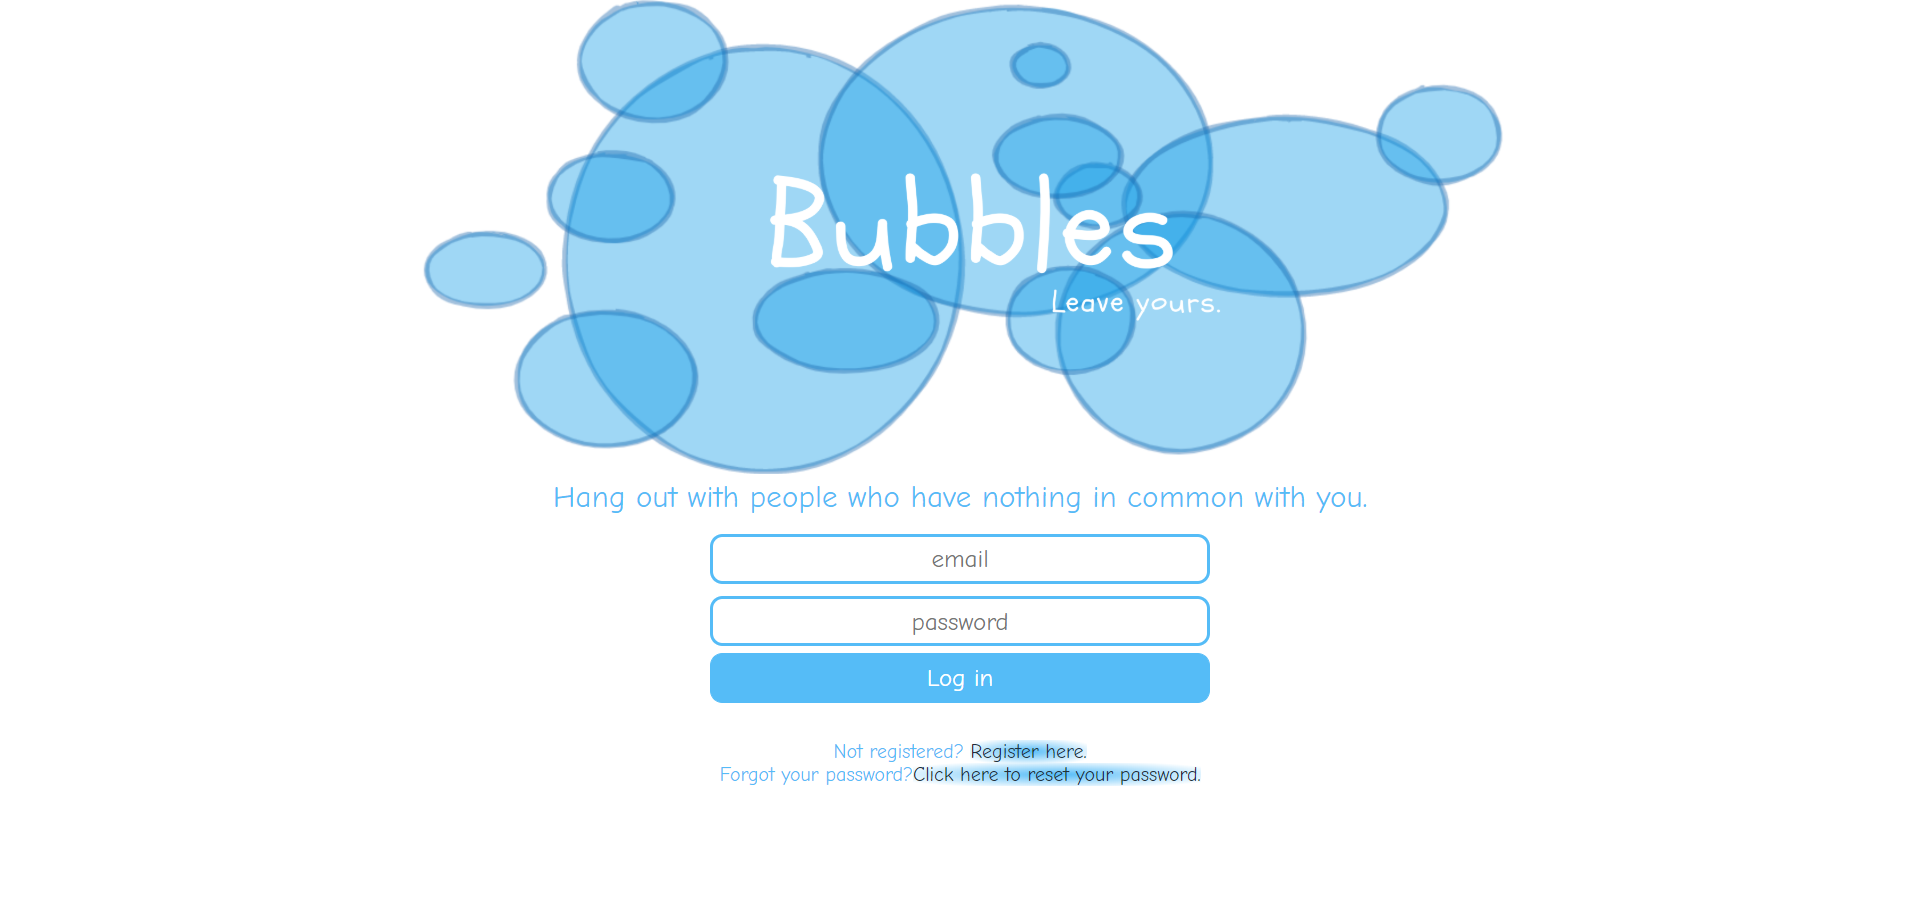 Bubbles
Leave yours.
Hang out with people who have nothing in common with you.
email
password
Log in
Not registered? Register here.
Forgot your password?Click here to reset your password.